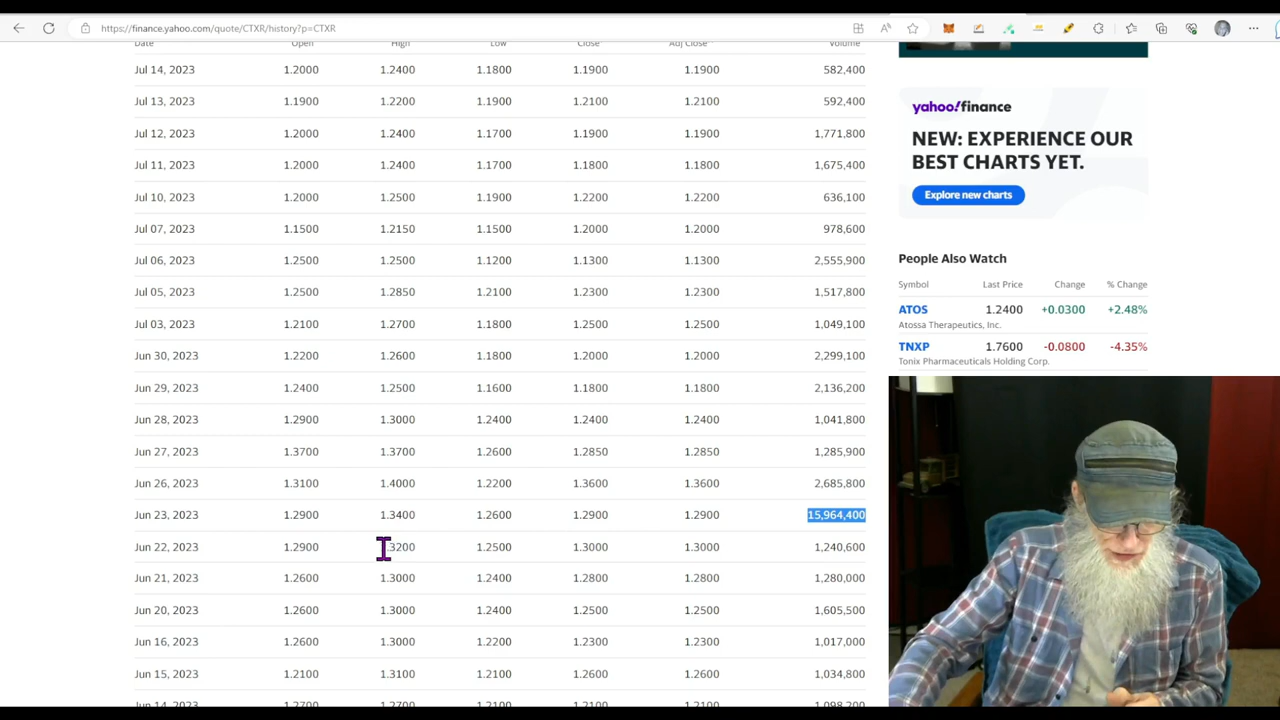 https://finance.yahoo.com/quote/CTXR/history?p=CTXR
Date Open High Low Close Adj Close Volume
Jul 14, 2023 1.2000 1.2400 1.1800 1.1900 1.1900 582,400
Jul 13, 2023 1.1900 1.2200 1.1900 1.2100 1.2100 592,400
Jul 12, 2023 1.2000 1.2400 1.1700 1.1900 1.1900 1,771,800
Jul 11, 2023 1.2000 1.2400 1.1700 1.1800 1.1800 1,675,400
Jul 10, 2023 1.2000 1.2500 1.1900 1.2200 1.2200 636,100
Jul 07, 2023 1.1500 1.2150 1.1500 1.2000 1.2000 978,600
Jul 06, 2023 1.2500 1.2500 1.1200 1.1300 1.1300 2,555,900
Jul 05, 2023 1.2500 1.2850 1.2100 1.2300 1.2300 1,517,800
Jul 03, 2023 1.2100 1.2700 1.1800 1.2500 1.2500 1,049,100
Jun 30, 2023 1.2200 1.2600 1.1800 1.2000 1.2000 2,299,100
Jun 29, 2023 1.2400 1.2500 1.1600 1.1800 1.1800 2,136,200
Jun 28, 2023 1.2900 1.3000 1.2400 1.2400 1.2400 1,041,800
Jun 27, 2023 1.3700 1.3700 1.2600 1.2850 1.2850 1,285,900
Jun 26, 2023 1.3100 1.4000 1.2200 1.3600 1.3600 2,685,800
Jun 23, 2023 1.2900 1.3400 1.2600 1.2900 1.2900 15,964,400
Jun 22, 2023 1.2900 .3200 1.2500 1.3000 1.3000 1,240,600
Jun 21, 2023 1.2600 1.3000 1.2400 1.2800 1.2800 1,280,000
Jun 20, 2023 1.2600 1.3000 1.2400 1.2500 1.2500 1,605,500
Jun 16, 2023 1.2600 1.3000 1.2200 1.2300 1.2300 1,017,000
Jun 15, 2023 1.2100 1.3100 1.2100 1.2600 1.2600 1,034,800
Jun 14, 2023 1.2700 1.2700 1.2100 1.2100 1.2100 1,098,200
yahoo!finance
NEW: EXPERIENCE OUR
BEST CHARTS YET.
Explore new charts
People Also Watch
Symbol Last Price Change % Change
ATOS 1.2400 +0.0300 +2.48%
Atossa Therapeutics, Inc.
TNXP 1.7600 -0.0800 -4.35%
Tonix Pharmaceuticals Holding Corp.